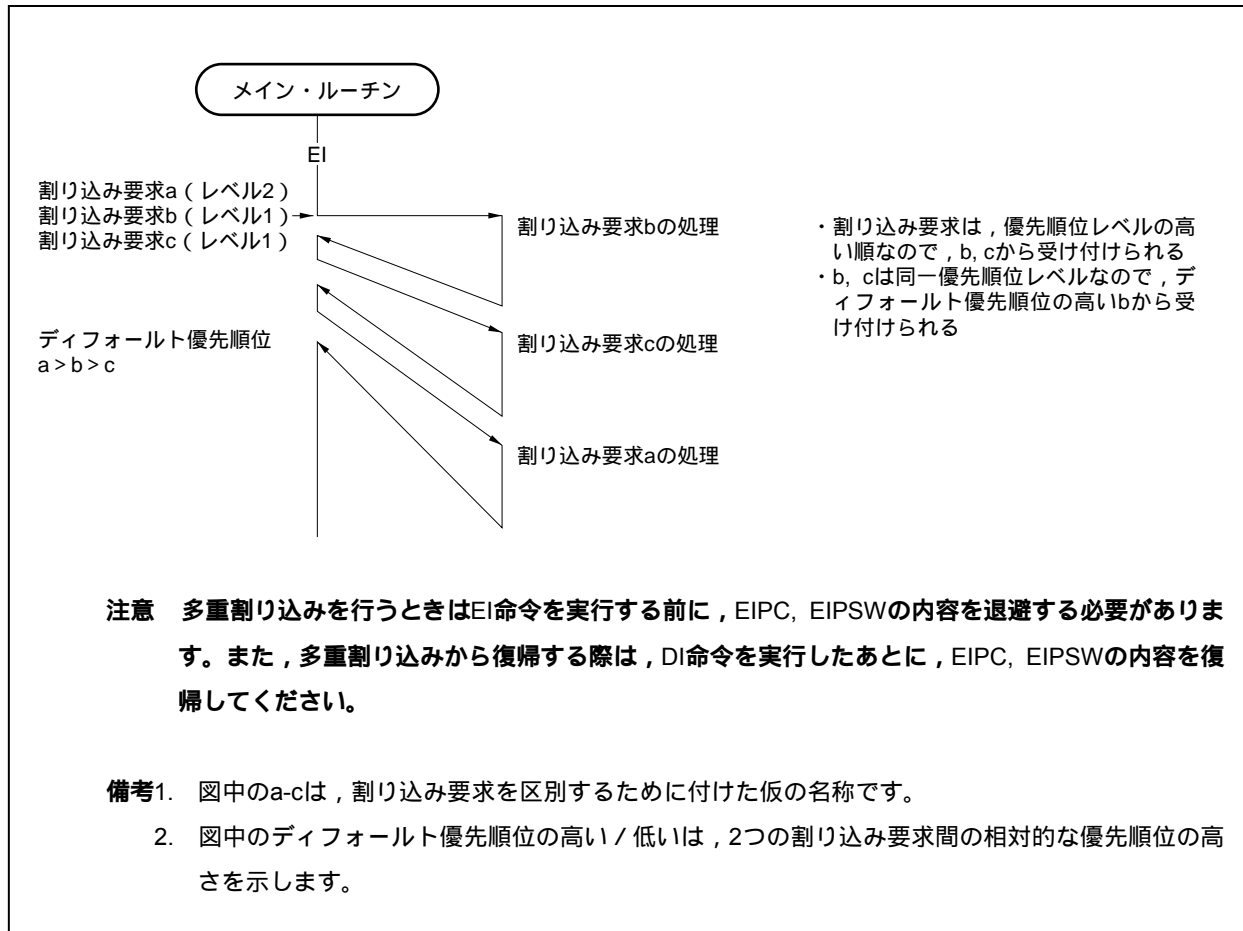 メイン・ルーチン
EI
割り込み要求a（レベル2）
割り込み要求b（レベル1）
割り込み要求c（レベル1）
割り込み要求bの処理
・割り込み要求は，優先順位レベルの高
い順なので，b, cから受け付けられる
・b, cは同一優先順位レベルなので，デ
ィフォールト優先順位の高いbから受
け付けられる
ディフォールト優先順位
a＞b＞c
割り込み要求cの処理
割り込み要求aの処理
注意　多重割り込みを行うときはEI命令を実行する前に，EIPC, EIPSWの内容を退避する必要がありま
す。また，多重割り込みから復帰する際は，DI命令を実行したあとに，EIPC, EIPSWの内容を復
帰してください。
備考1.　図中のa-cは，割り込み要求を区別するために付けた仮の名称です。
2.　図中のディフォールト優先順位の高い／低いは，2つの割り込み要求間の相対的な優先順位の高
さを示します。